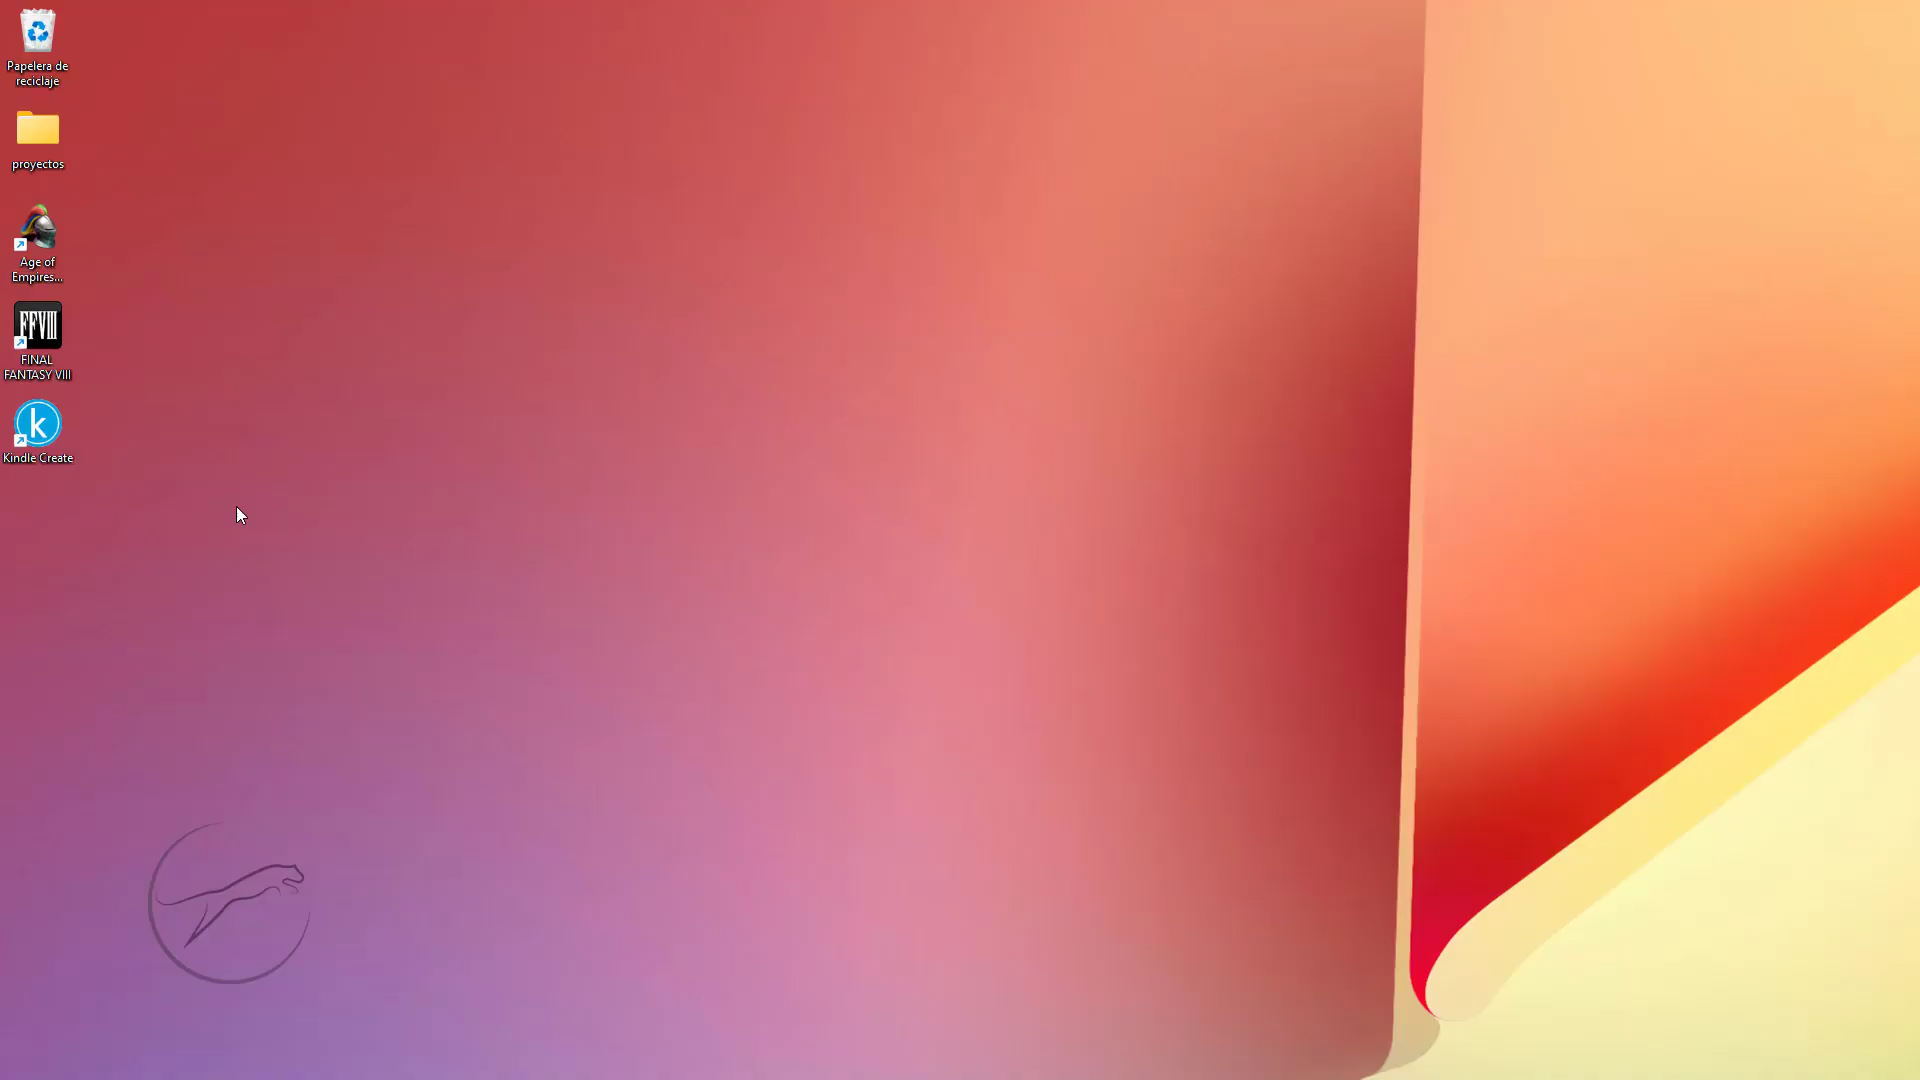 Papelera de
reciclaje
proyectos
Age of
Empires...
FFVIII
FINAL
FANTASY VIII
k
Kindle Create